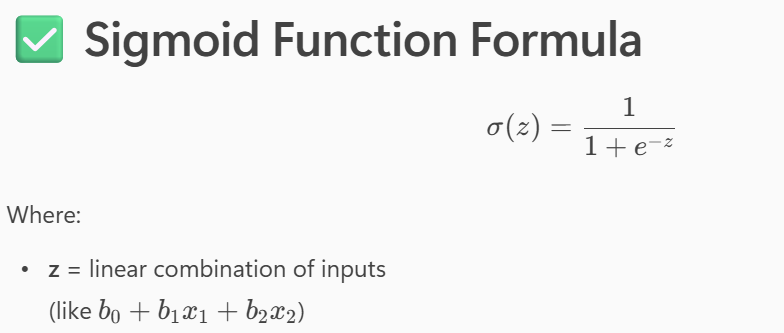 ✅ Sigmoid Function Formula
σ(z) = 1 / (1 + e^{−z})
Where:
• z = linear combination of inputs
(like b₀ + b₁x₁ + b₂x₂)